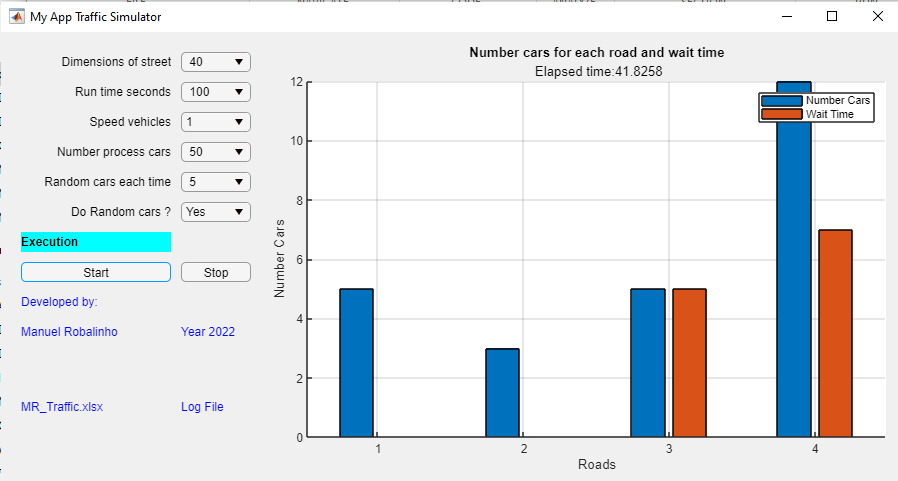 My App Traffic Simulator
Dimensions of street 40
Run time seconds 100
Speed vehicles 1
Number process cars 50
Random cars each time 5
Do Random cars ? Yes
Execution
Start Stop
Developed by:
Manuel Robalinho Year 2022
MR_Traffic.xlsx Log File
Number cars for each road and wait time
Elapsed time:41.8258
Number Cars
Wait Time
12
10
8
6
4
2
0
Number Cars
1 2 3 4
Roads